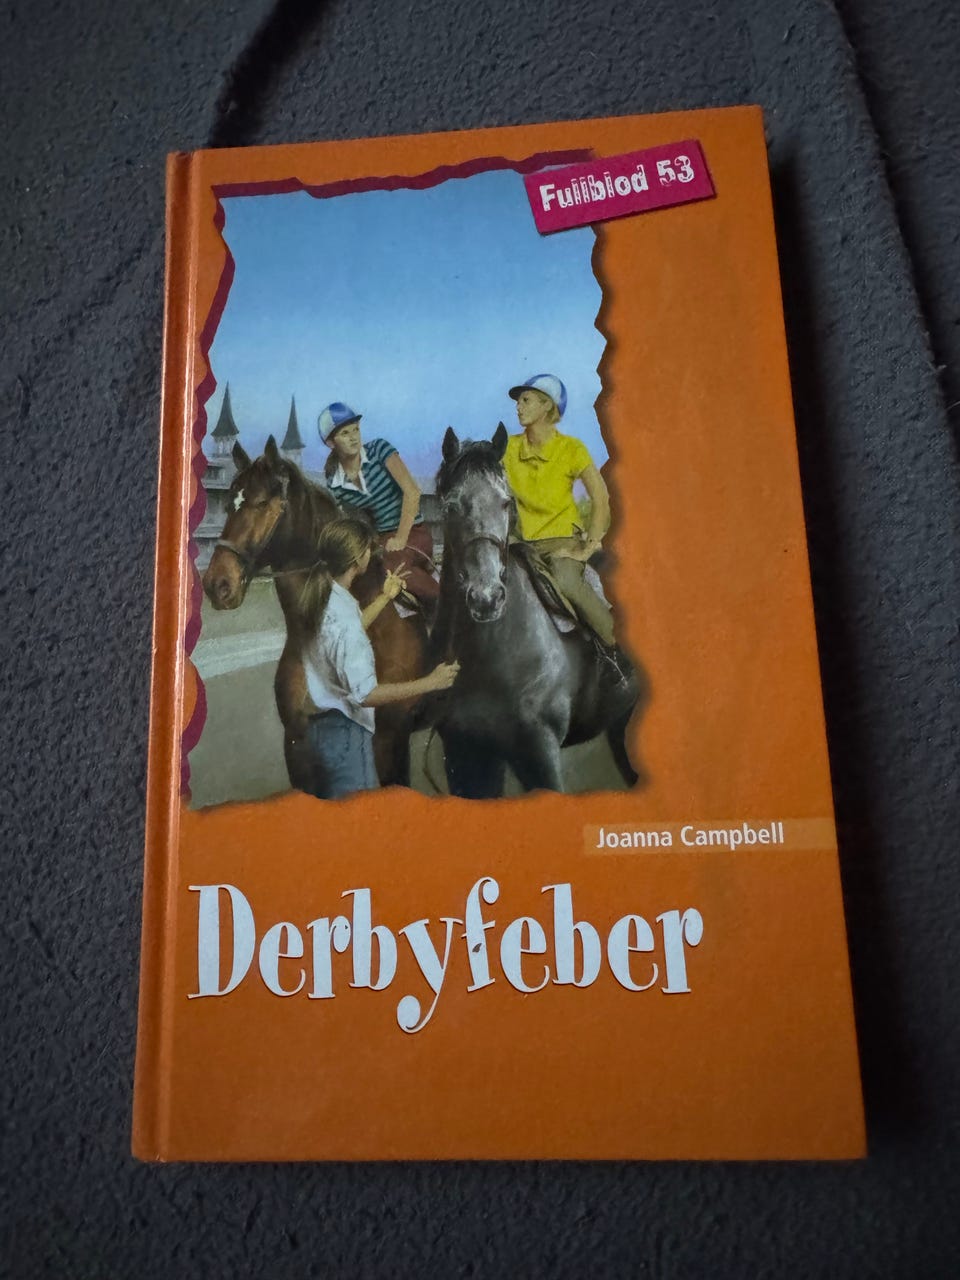 Fullblod 53
Joanna Campbell
Derbyfeber